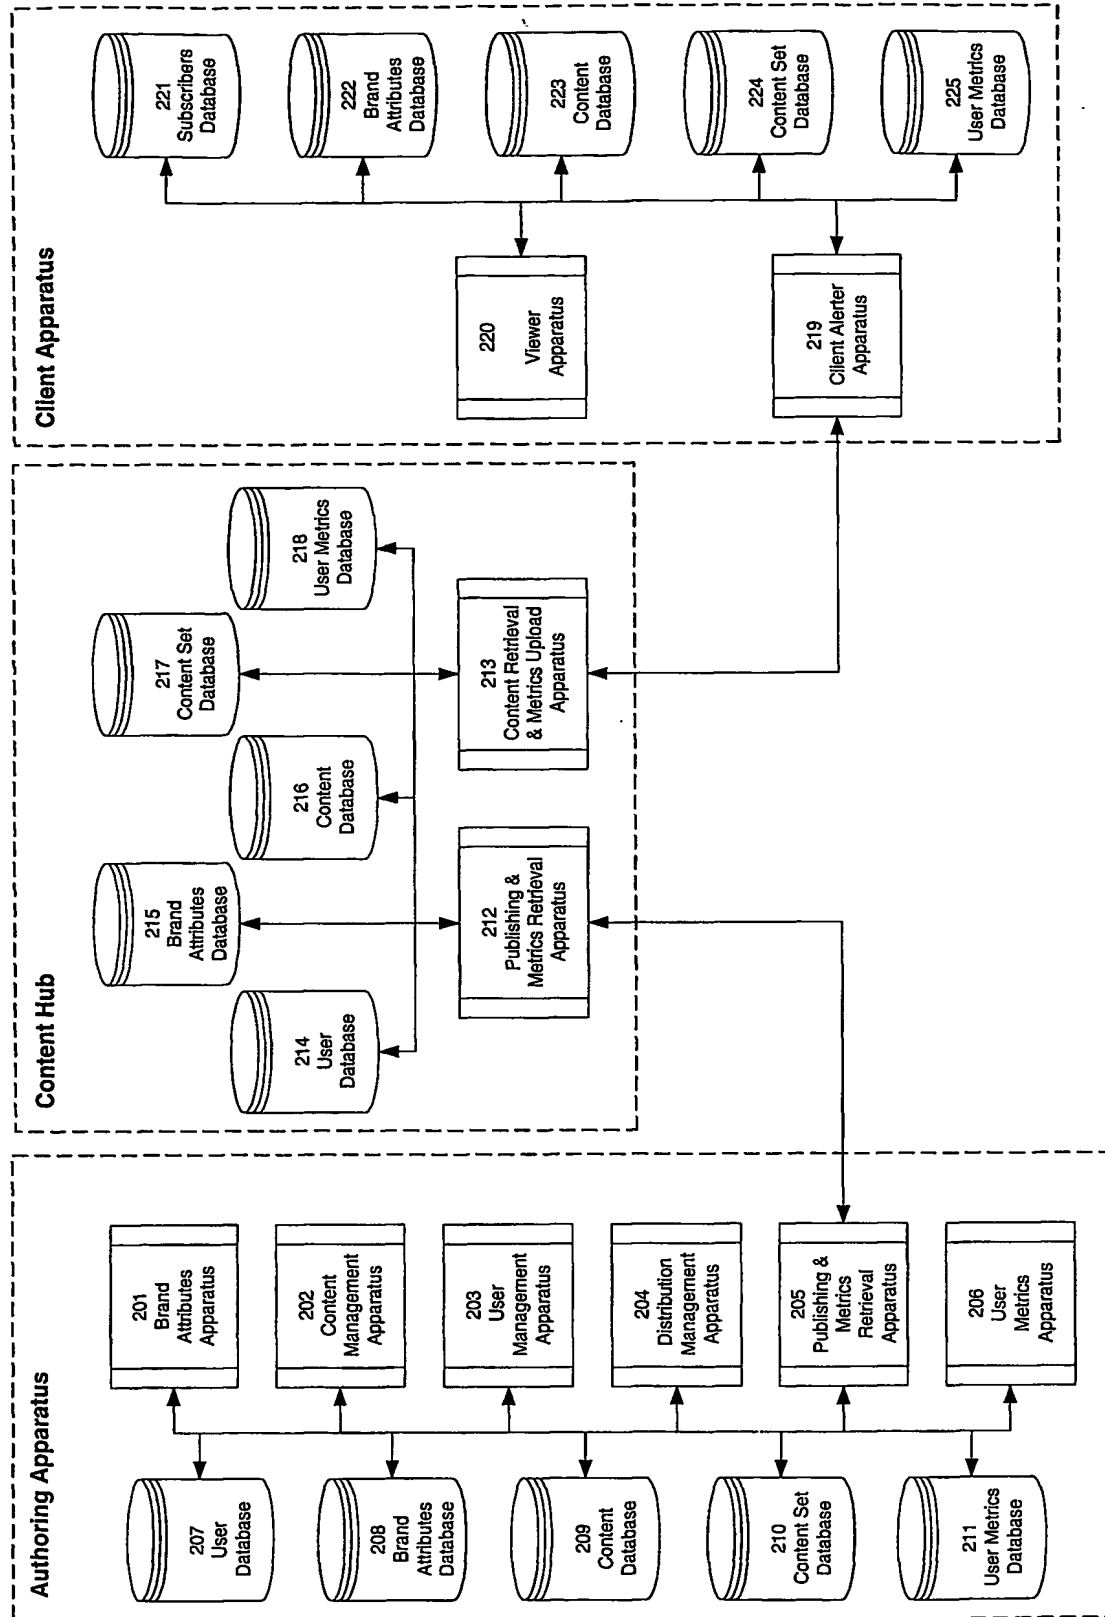 Authoring Apparatus
207
User
Database
208
Brand
Attributes
Database
209
Content
Database
210
Content Set
Database
211
User Metrics
Database
201
Brand
Attributes
Apparatus
202
Content
Management
Apparatus
203
User
Management
Apparatus
204
Distribution
Management
Apparatus
205
Publishing &
Metrics
Retrieval
Apparatus
206
User
Metrics
Apparatus
Content Hub
214
User
Database
215
Brand
Attributes
Database
216
Content
Database
217
Content Set
Database
218
User Metrics
Database
212
Publishing &
Metrics Retrieval
Apparatus
213
Content Retrieval
& Metrics Upload
Apparatus
Client Apparatus
220
Viewer
Apparatus
219
Client Alerter
Apparatus
221
Subscribers
Database
222
Brand
Attributes
Database
223
Content
Database
224
Content Set
Database
225
User Metrics
Database